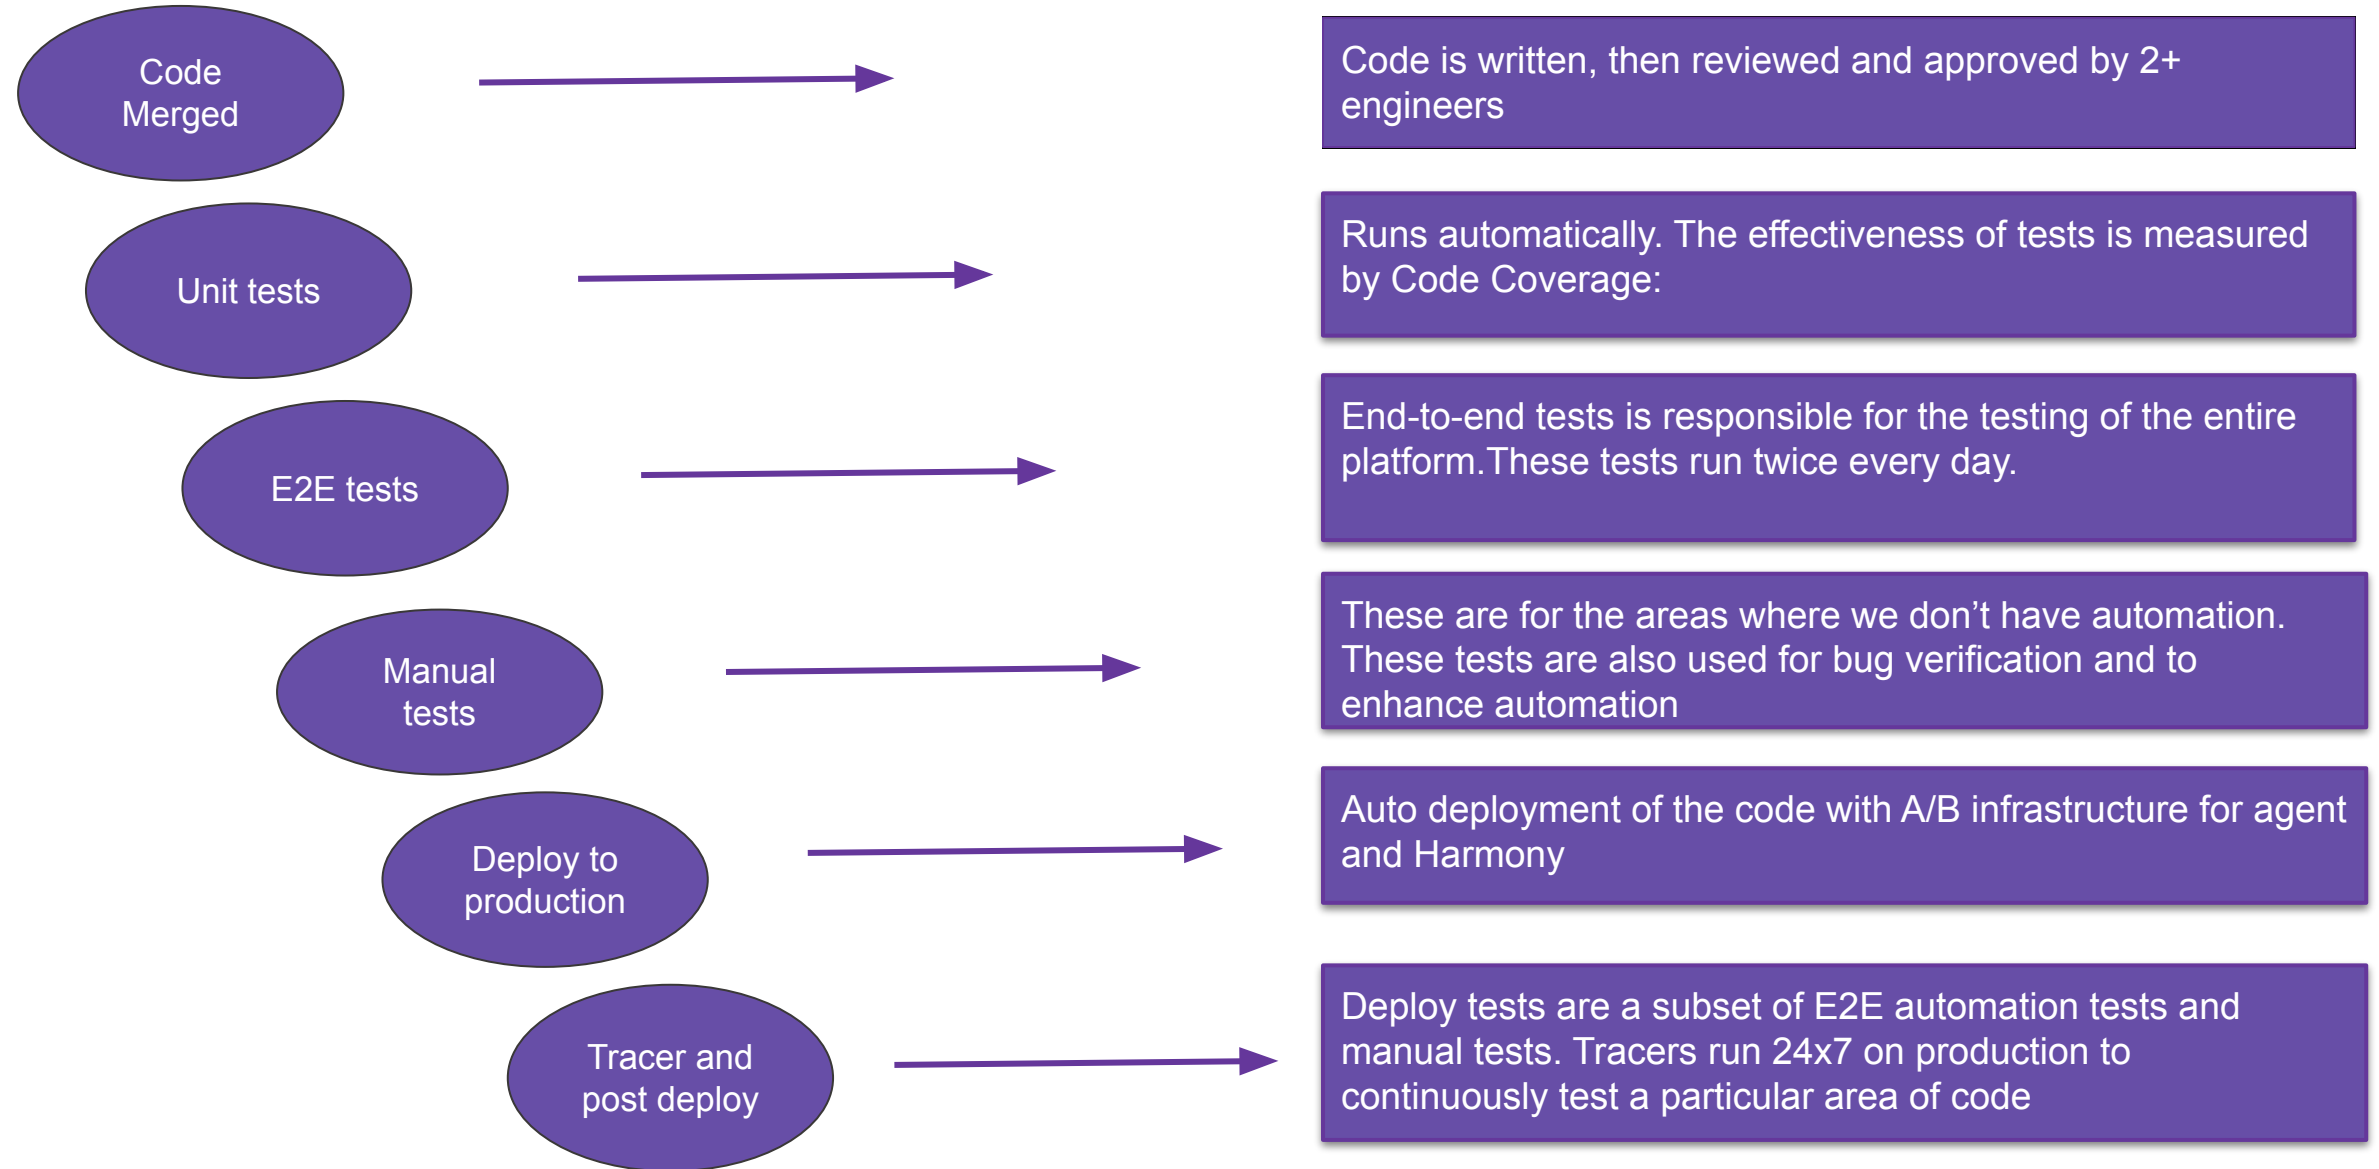 Code
Merged
Code is written, then reviewed and approved by 2+
engineers
Unit tests
Runs automatically. The effectiveness of tests is measured
by Code Coverage:
E2E tests
End-to-end tests is responsible for the testing of the entire
platform.These tests run twice every day.
Manual
tests
These are for the areas where we don’t have automation.
These tests are also used for bug verification and to
enhance automation
Deploy to
production
Auto deployment of the code with A/B infrastructure for agent
and Harmony
Tracer and
post deploy
Deploy tests are a subset of E2E automation tests and
manual tests. Tracers run 24x7 on production to
continuously test a particular area of code